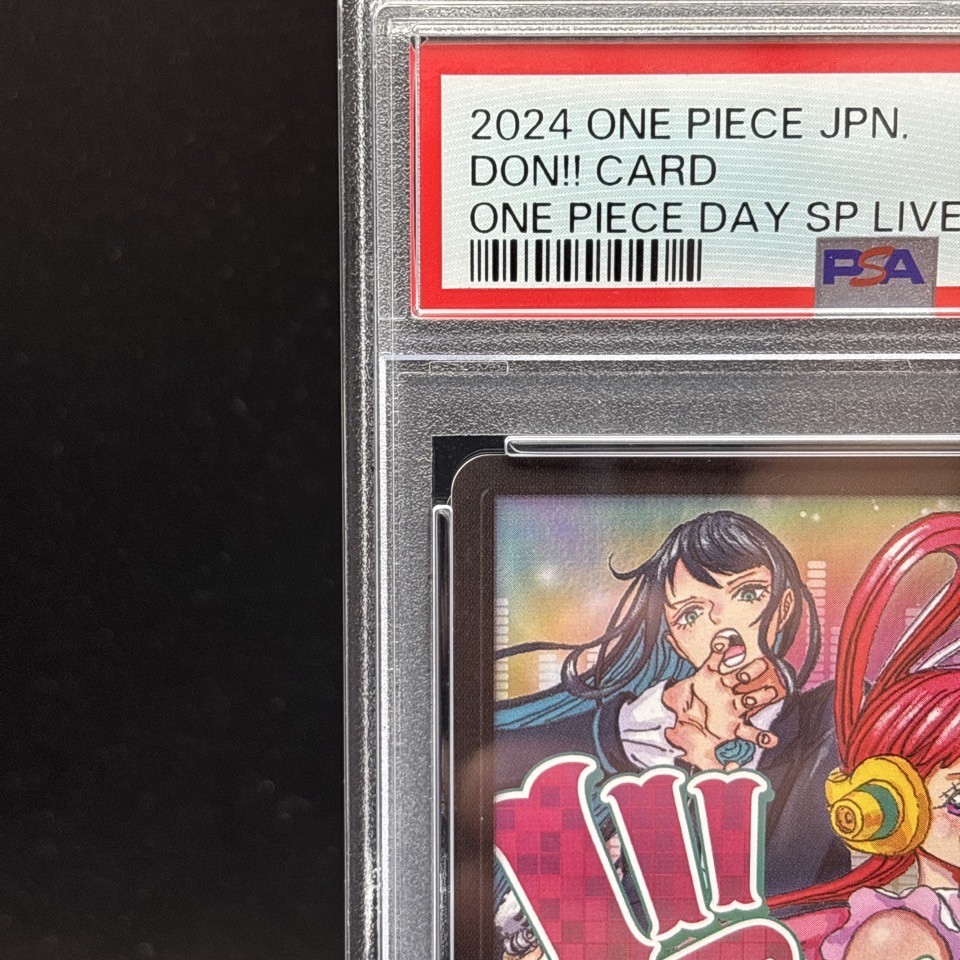 2024 ONE PIECE JPN.
DON!! CARD
ONE PIECE DAY SP LIVE
PSA